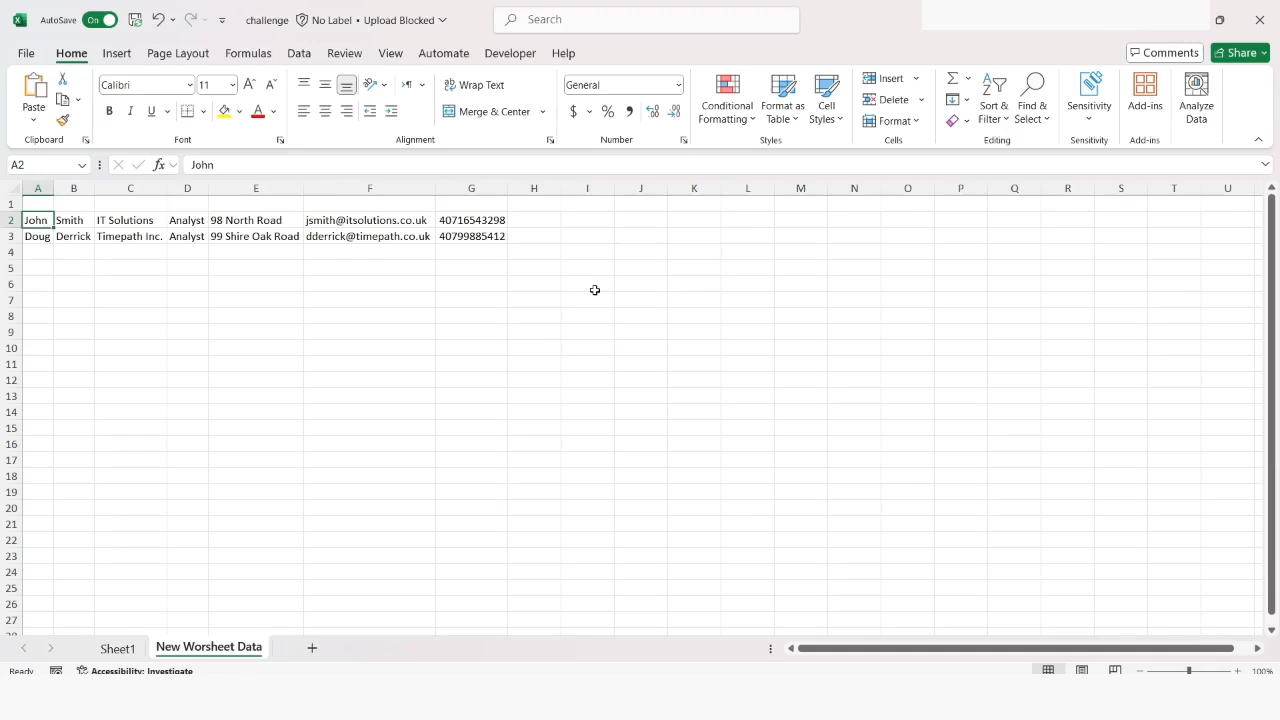 AutoSave On challenge No Label • Upload Blocked Search
File Home Insert Page Layout Formulas Data Review View Automate Developer Help Comments Share
Paste Calibri 11 Wrap Text General Insert
B I U Merge & Center $ % Conditional Formatting Format as Table Cell Styles Delete Format Sort & Filter Find & Select Sensitivity Add-ins Analyze Data
Clipboard Font Alignment Number Styles Cells Editing Sensitivity Add-ins
A2 fx John
A B C D E F G H I J K L M N O P Q R S T U
1
2 John Smith IT Solutions Analyst 98 North Road jsmith@itsolutions.co.uk 40716543298
3 Doug Derrick Timepath Inc. Analyst 99 Shire Oak Road dderrick@timepath.co.uk 40799885412
4
5
6
7
8
9
10
11
12
13
14
15
16
17
18
19
20
21
22
23
24
25
26
27
Sheet1 New Worsheet Data
Ready Accessibility: Investigate 100%